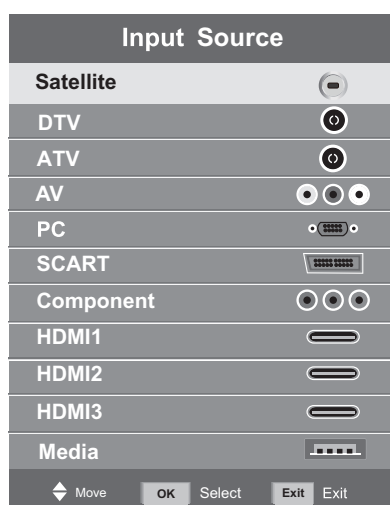 Input Source
Satellite
DTV
ATV
AV
PC
SCART
Component
HDMI1
HDMI2
HDMI3
Media
Move OK Select Exit Exit